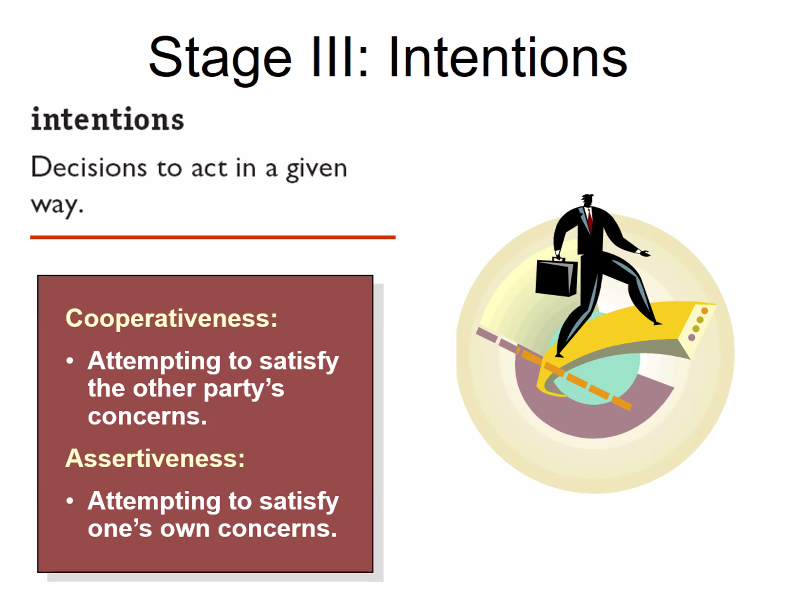 Stage III: Intentions
intentions
Decisions to act in a given
way.
Cooperativeness:
• Attempting to satisfy
the other party’s
concerns.
Assertiveness:
• Attempting to satisfy
one’s own concerns.